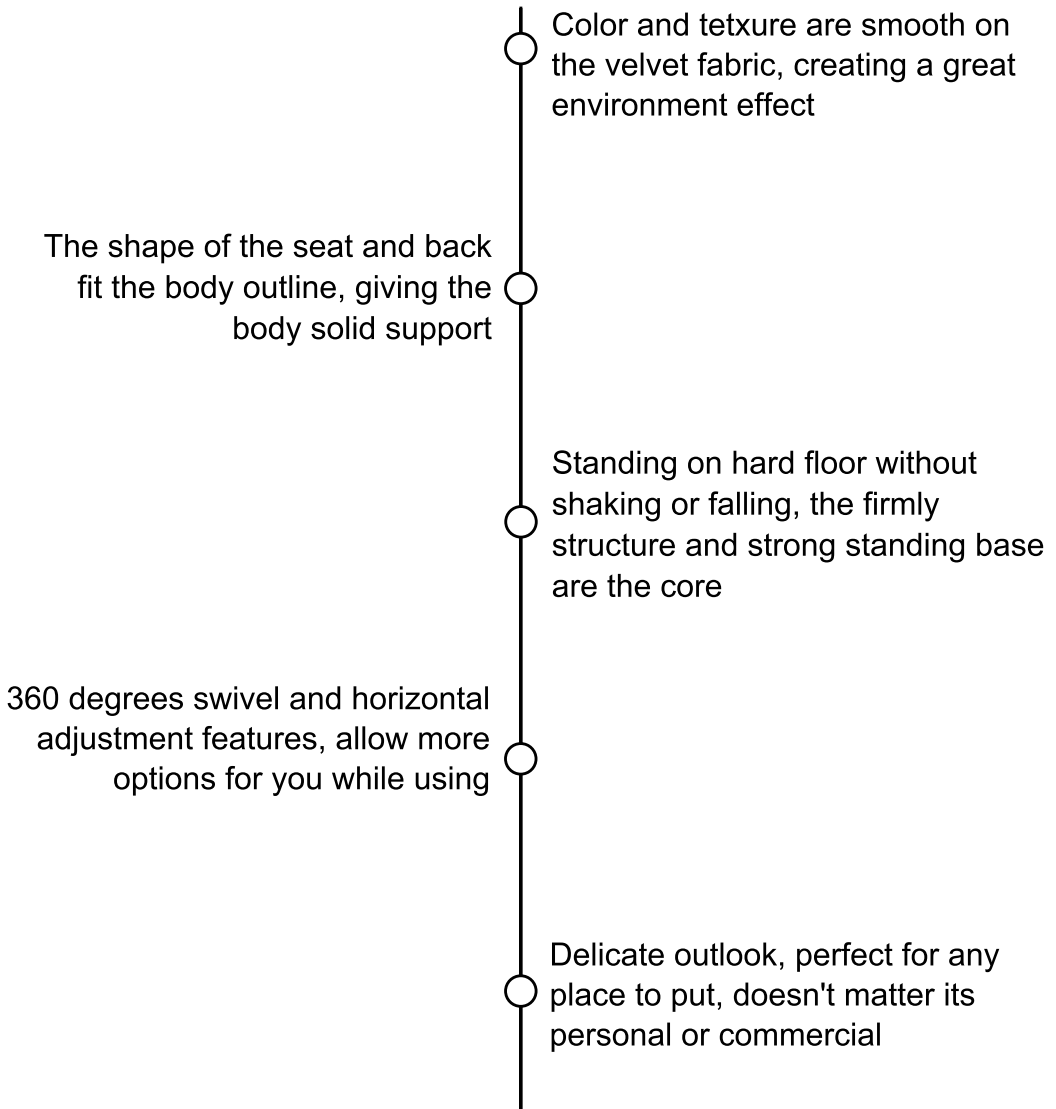 Color and tetxure are smooth on
the velvet fabric, creating a great
environment effect
The shape of the seat and back
fit the body outline, giving the
body solid support
Standing on hard floor without
shaking or falling, the firmly
structure and strong standing base
are the core
360 degrees swivel and horizontal
adjustment features, allow more
options for you while using
Delicate outlook, perfect for any
place to put, doesn't matter its
personal or commercial